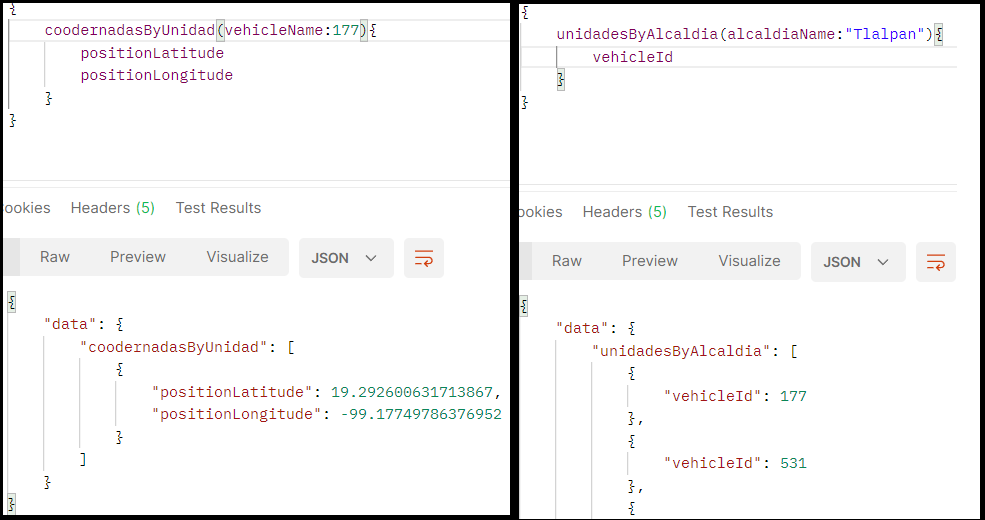 {
coodernadasByUnidad(vehicleName:177){
positionLatitude
positionLongitude
}
}
ookies Headers (5) Test Results
Raw Preview Visualize JSON
{
"data": {
"coodernadasByUnidad": [
{
"positionLatitude": 19.292600631713867,
"positionLongitude": -99.17749786376952
}
]
}
}
{
unidadesByAlcaldia(alcaldiaName:"Tlalpan"){
vehicleId
}
}
ookies Headers (5) Test Results
Raw Preview Visualize JSON
{
"data": {
"unidadesByAlcaldia": [
{
"vehicleId": 177
},
{
"vehicleId": 531
},
{